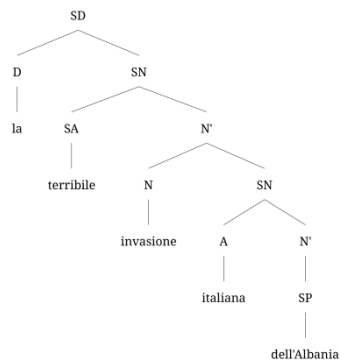 SD
D SN
la SA N'
terribile N SN
invasione A N'
italiana SP
dell'Albania